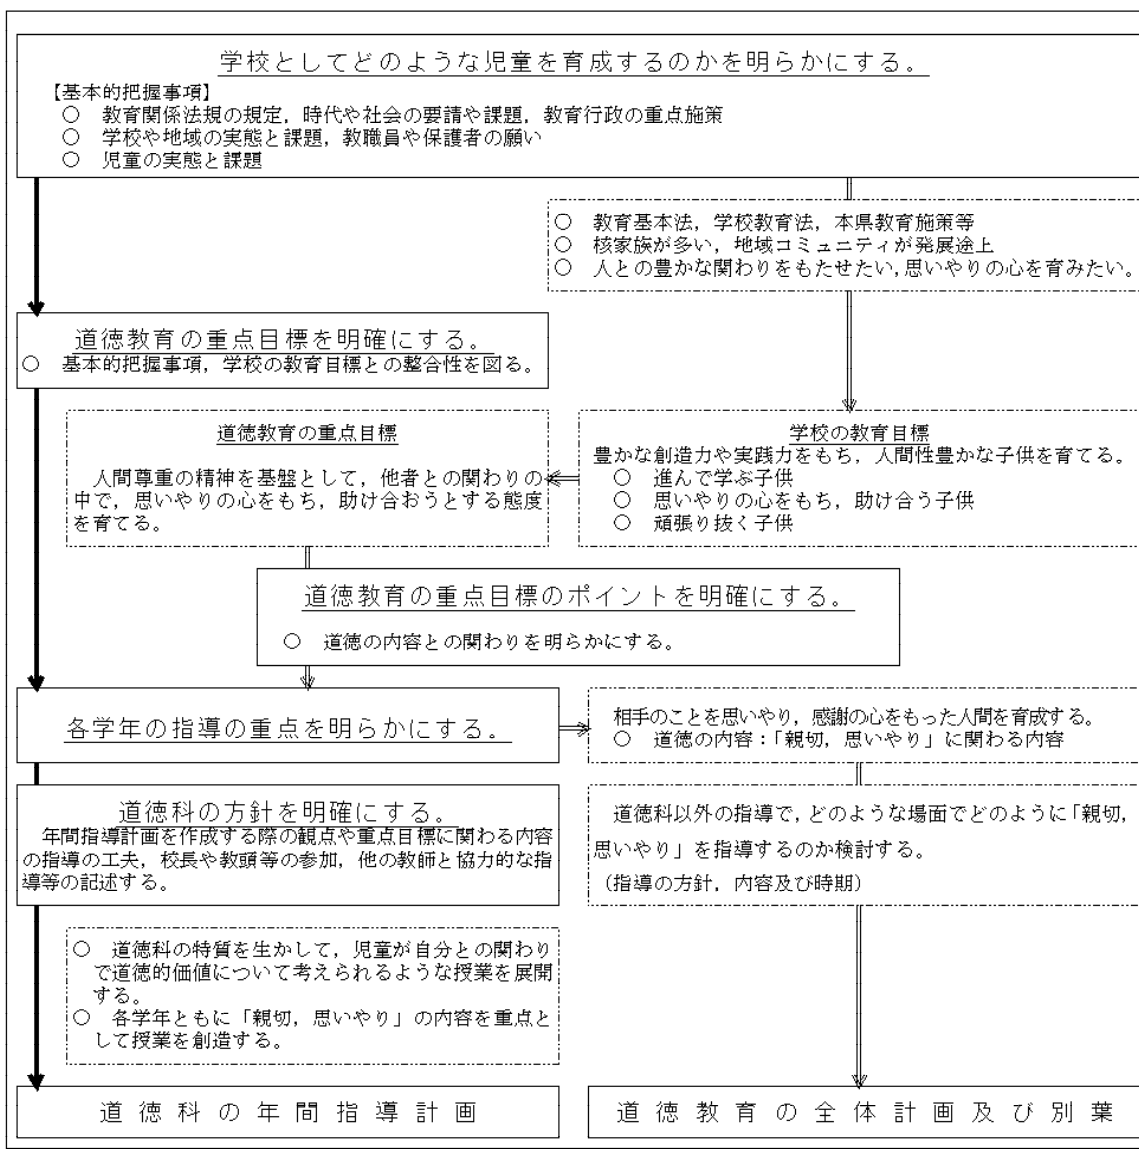 学校としてどのような児童を育成するのかを明らかにする。
【基本的把握事項】
○ 教育関係法規の規定，時代や社会の要請や課題，教育行政の重点施策
○ 学校や地域の実態と課題，教職員や保護者の願い
○ 児童の実態と課題
○ 教育基本法，学校教育法，本県教育施策等
○ 核家族が多い，地域コミュニティが発展途上
○ 人との豊かな関わりをもたせたい，思いやりの心を育みたい。
道徳教育の重点目標を明確にする。
○ 基本的把握事項，学校の教育目標との整合性を図る。
学校の教育目標
豊かな創造力や実践力をもち，人間性豊かな子供を育てる。
○ 進んで学ぶ子供
○ 思いやりの心をもち，助け合う子供
○ 頑張り抜く子供
道徳教育の重点目標
人間尊重の精神を基盤として，他者との関わりの
中で，思いやりの心をもち，助け合おうとする態度
を育てる。
道徳教育の重点目標のポイントを明確にする。
○ 道徳の内容との関わりを明らかにする。
各学年の指導の重点を明らかにする。
相手のことを思いやり，感謝の心をもった人間を育成する。
○ 道徳の内容：「親切，思いやり」に関わる内容
道徳科の方針を明確にする。
年間指導計画を作成する際の観点や重点目標に関わる内容
の指導の工夫，校長や教頭等の参加，他の教師と協力的な指
導等の記述する。
道徳科以外の指導で，どのような場面でどのように「親切，
思いやり」を指導するのか検討する。
（指導の方針，内容及び時期）
○ 道徳科の特質を生かして，児童が自分との関わり
で道徳的価値について考えられるような授業を展開
する。
○ 各学年ともに「親切，思いやり」の内容を重点と
して授業を創造する。
道徳科の年間指導計画
道徳教育の全体計画及び別葉